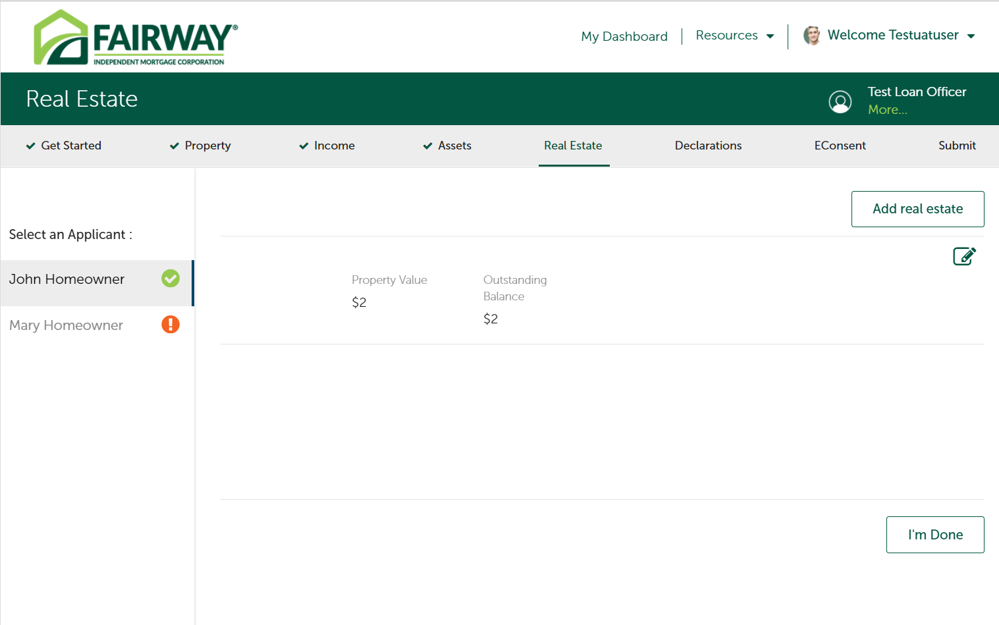 FAIRWAY®
INDEPENDENT MORTGAGE CORPORATION
My Dashboard
Resources
Welcome Testuatuser
Real Estate
Test Loan Officer
More...
Get Started
Property
Income
Assets
Real Estate
Declarations
EConsent
Submit
Add real estate
Select an Applicant :
John Homeowner
Mary Homeowner
Property Value
$2
Outstanding
Balance
$2
I'm Done